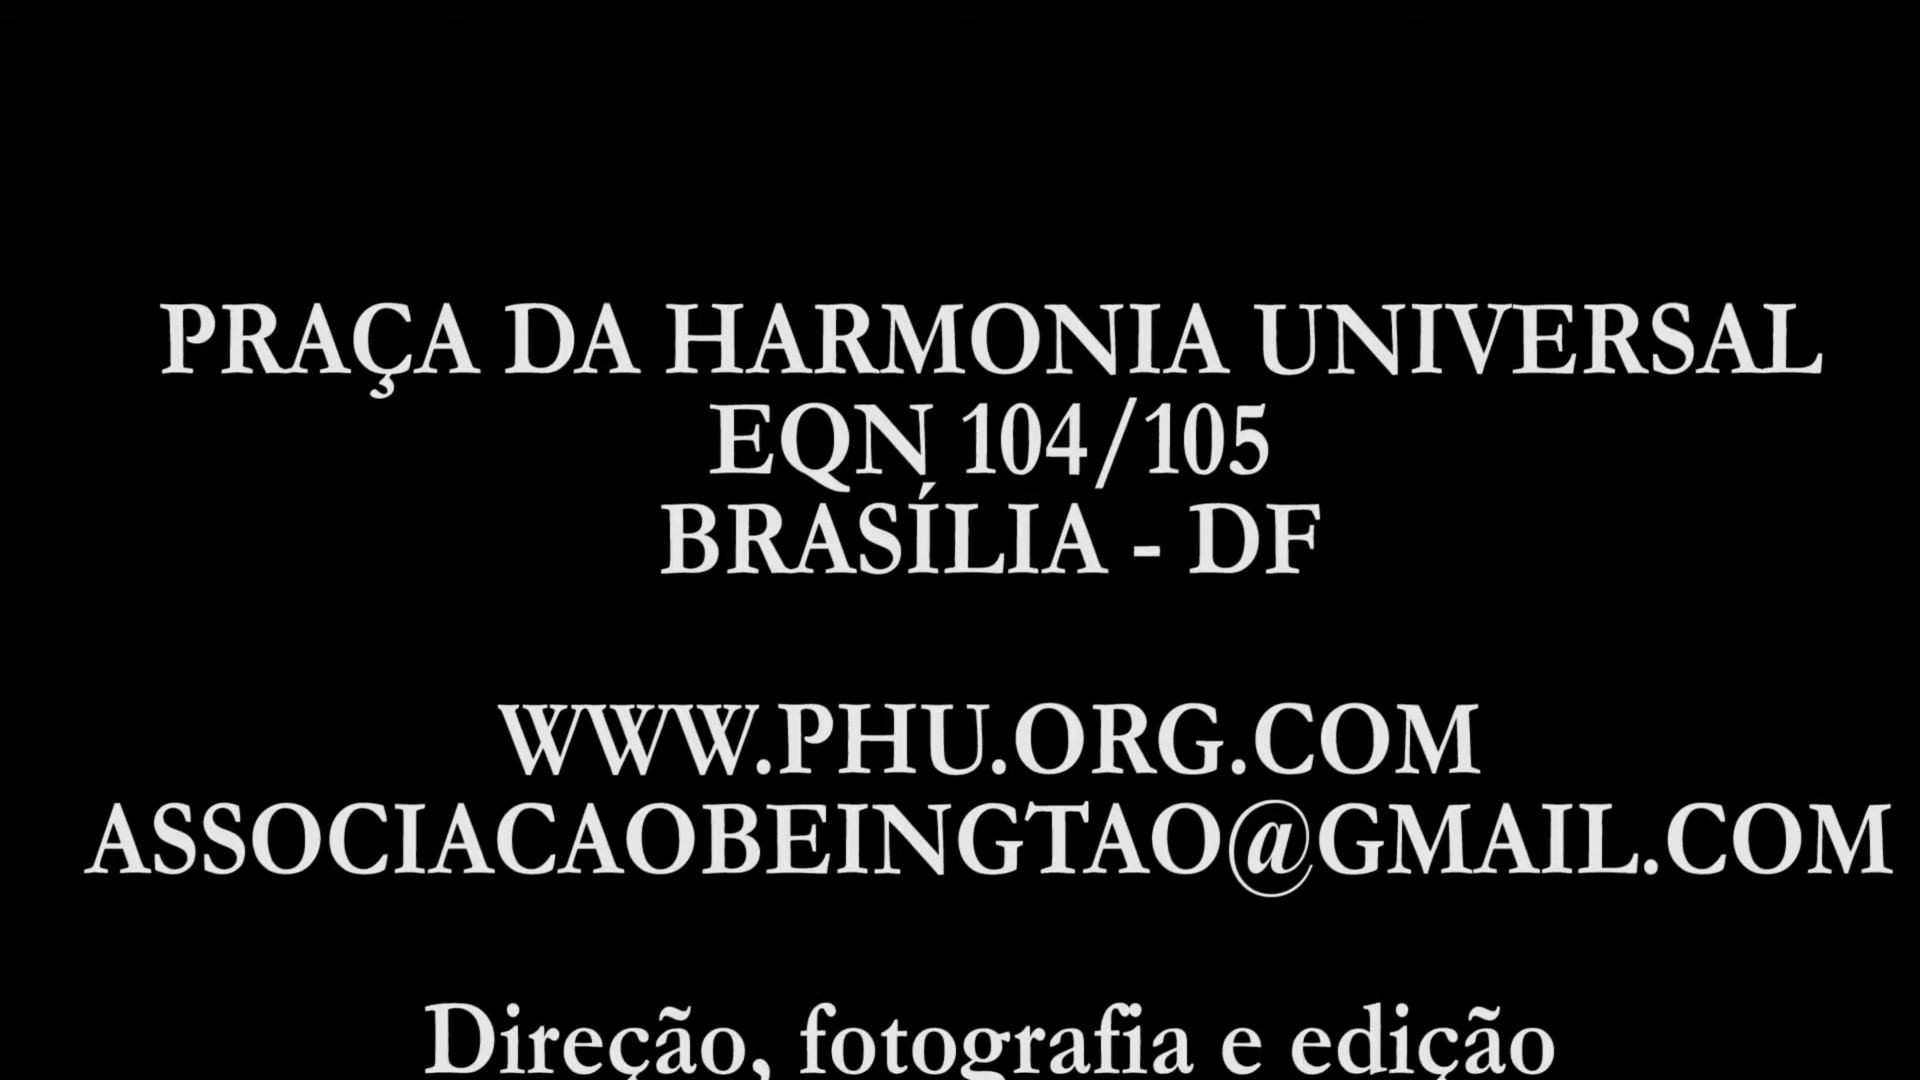 PRAÇA DA HARMONIA UNIVERSAL
EQN 104/105
BRASÍLIA - DF
WWW.PHU.ORG.COM
ASSOCIACAOBEINGTAO@GMAIL.COM
Direção, fotografia e edição